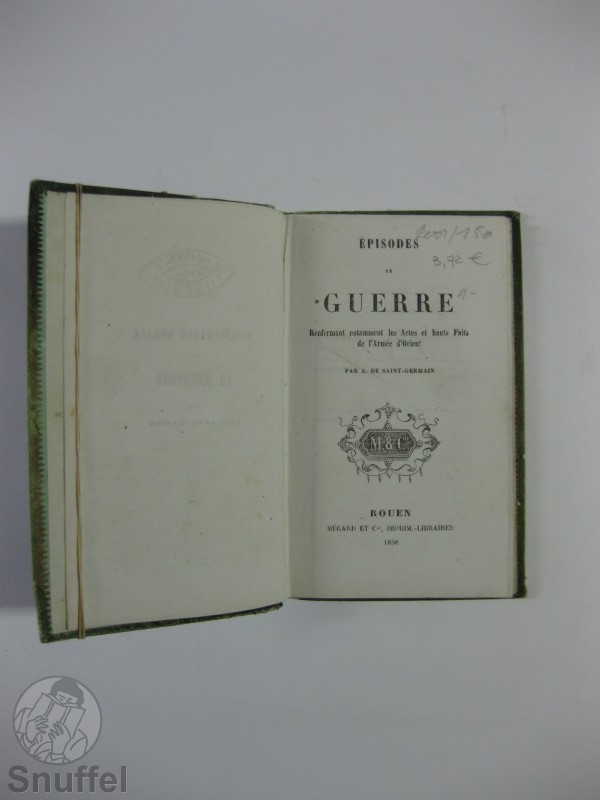 ÉPISODES
DE
GUERRE
Renfermant notamment les Actes et hauts Faits
de l'Armée d'Orient
PAR A. DE SAINT-GERMAIN
3,92 €
M.&C.
ROUEN
MÉGARD ET Cie, IMPRIM.-LIBRAIRES
1856
Snuffel